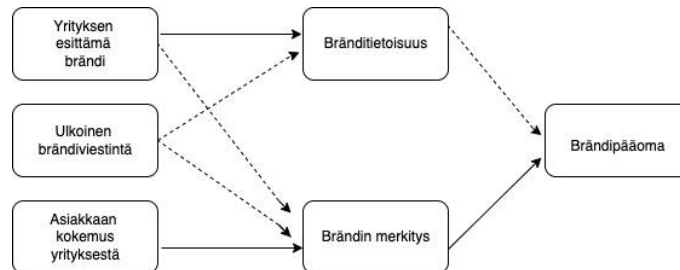 Yrityksen
esittämä
brändi
Bränditietoisuus
Ulkoinen
brändiviestintä
Brändipääoma
Asiakkaan
kokemus
yrityksestä
Brändin merkitys